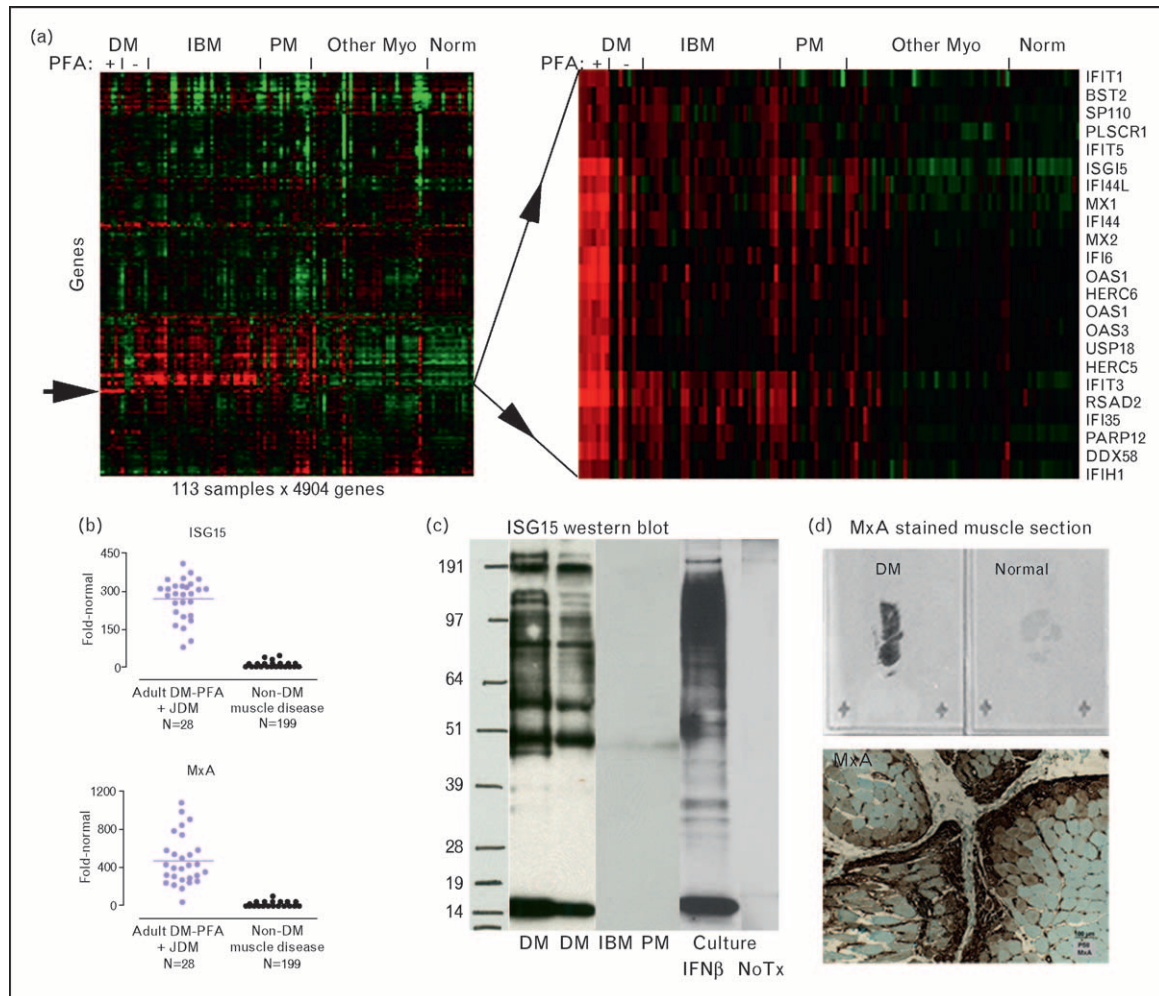 (a)
DM IBM PM Other Myo Norm
PFA: + -
Genes
113 samples x 4904 genes
DM IBM PM Other Myo Norm
PFA: + -
IFIT1
BST2
SP110
PLSCR1
IFIT5
ISGI5
IFI44L
MX1
IFI44
MX2
IFI6
OAS1
HERC6
OAS1
OAS3
USP18
HERC5
IFIT3
RSAD2
IFI35
PARP12
DDX58
IFIH1
(b)
ISG15
Fold-normal
450
300
150
0
Adult DM-PFA
+ JDM
N=28
Non-DM
muscle disease
N=199
MxA
Fold-normal
1200
800
400
0
Adult DM-PFA
+ JDM
N=28
Non-DM
muscle disease
N=199
(c) ISG15 western blot
191
97
64
51
39
28
19
14
DM DM IBM PM Culture
IFNβ NoTx
(d) MxA stained muscle section
DM Normal
MxA
100 µm
MxA